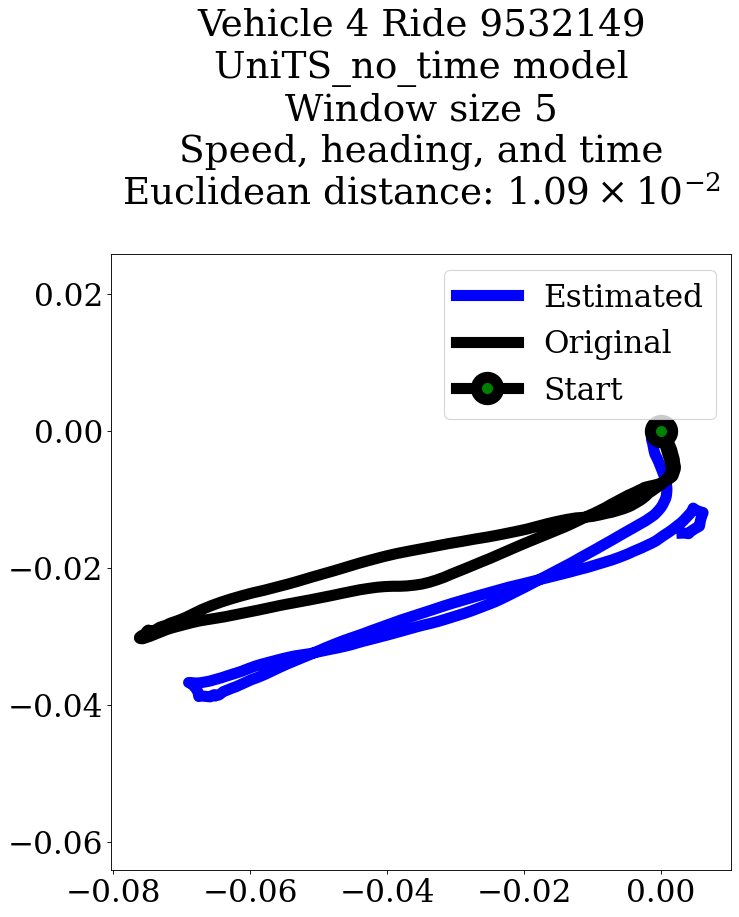 Vehicle 4 Ride 9532149
UniTS_no_time model
Window size 5
Speed, heading, and time
Euclidean distance: 1.09 × 10⁻²
Estimated
Original
Start
0.02
0.00
−0.02
−0.04
−0.06
−0.08 −0.06 −0.04 −0.02 0.00